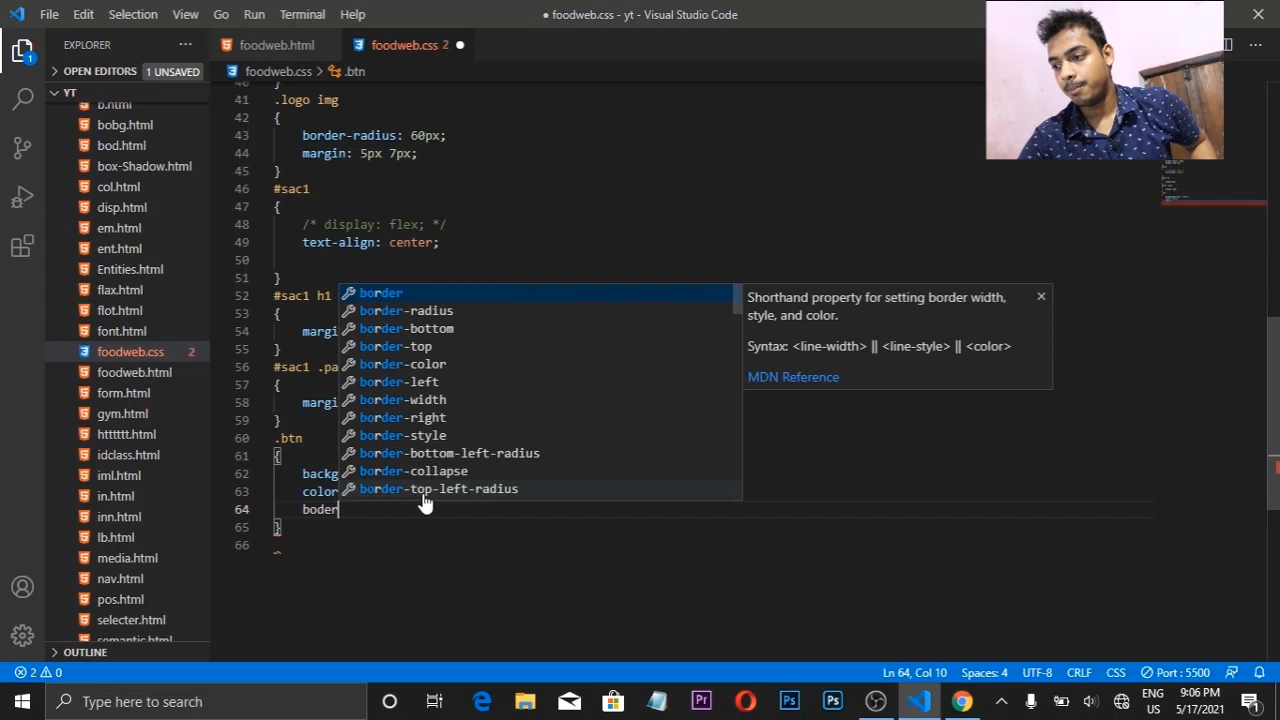 File Edit Selection View Go Run Terminal Help
● foodweb.css - yt - Visual Studio Code
EXPLORER
OPEN EDITORS 1 UNSAVED
YT
b.html
bobg.html
bod.html
box-Shadow.html
col.html
disp.html
em.html
ent.html
Entities.html
flax.html
flot.html
font.html
foodweb.css 2
foodweb.html
form.html
gym.html
htttttt.html
idclass.html
iml.html
in.html
inn.html
lb.html
media.html
nav.html
pos.html
selecter.html
semantic.html
OUTLINE
1
foodweb.html foodweb.css 2 ●
foodweb.css > .btn
40 }
41 .logo img
42 {
43 border-radius: 60px;
44 margin: 5px 7px;
45 }
46 #sac1
47 {
48 /* display: flex; */
49 text-align: center;
50
51 }
52 #sac1 h1
53 {
54 margi
55 }
56 #sac1 .pa
57 {
58 margi
59 }
60 .btn
61 {
62 backg
63 color
64 boder
65 }
66
border
border-radius
border-bottom
border-top
border-color
border-left
border-width
border-right
border-style
border-bottom-left-radius
border-collapse
border-top-left-radius
Shorthand property for setting border width,
style, and color.
Syntax: <line-width> || <line-style> || <color>
MDN Reference
2 0
Ln 64, Col 10 Spaces: 4 UTF-8 CRLF CSS Port : 5500
Type here to search
Pr Ps Ps
ENG
US
9:06 PM
5/17/2021
1